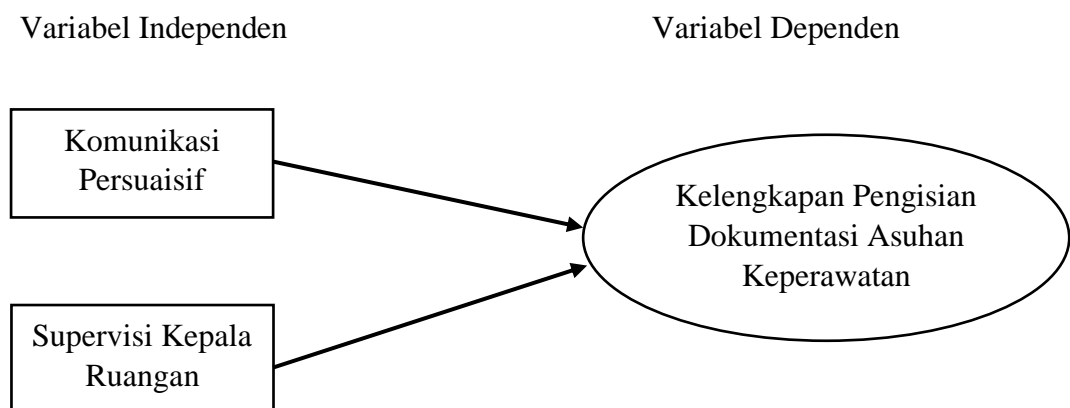 Variabel Independen
Variabel Dependen
Komunikasi
Persuaisif
Kelengkapan Pengisian
Dokumentasi Asuhan
Keperawatan
Supervisi Kepala
Ruangan